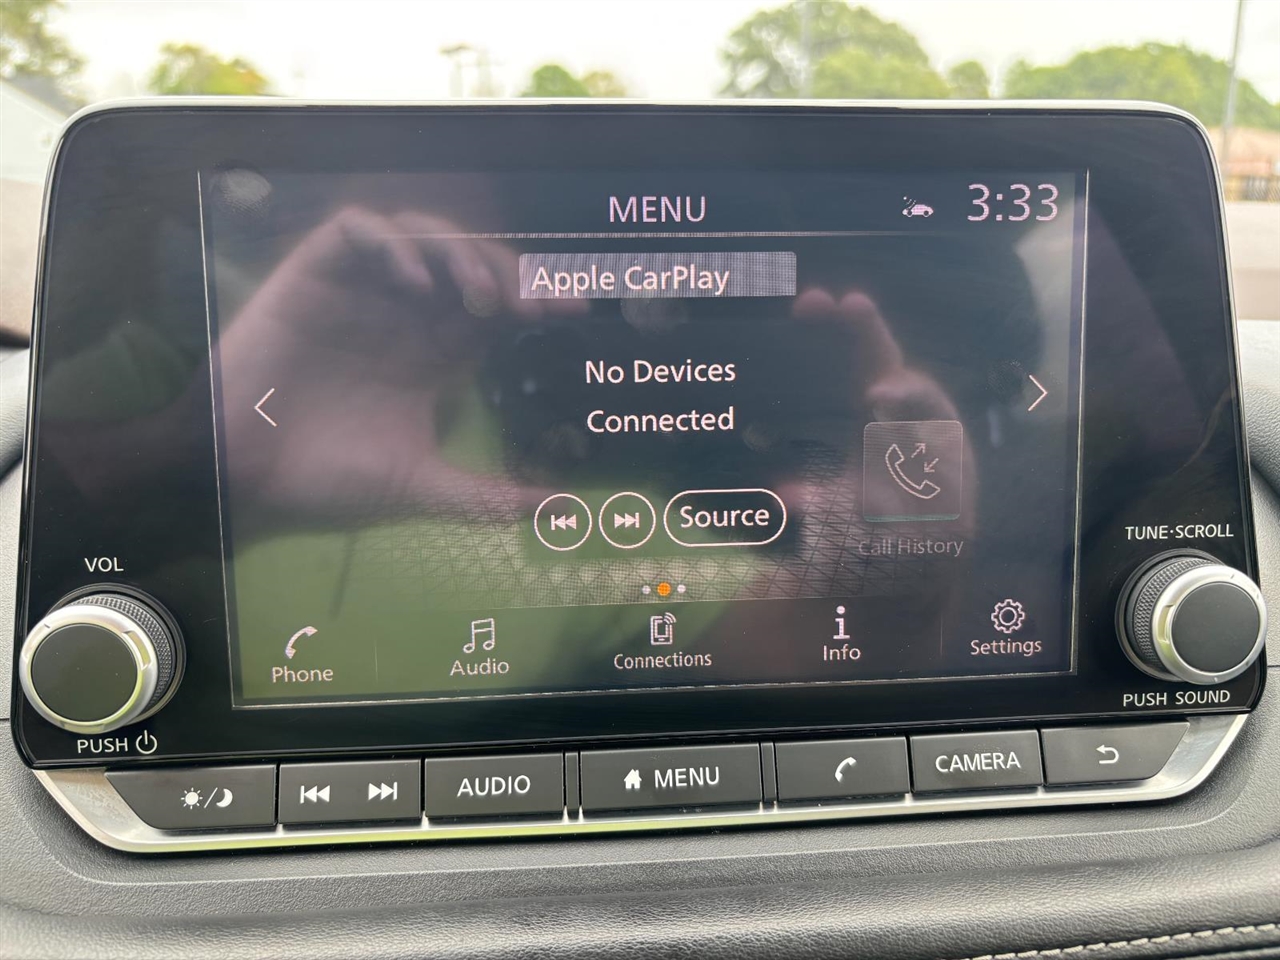 MENU
3:33
Apple CarPlay
No Devices
Connected
Source
Call History
Phone
Audio
Connections
Info
Settings
VOL
PUSH
TUNE·SCROLL
PUSH SOUND
AUDIO
MENU
CAMERA